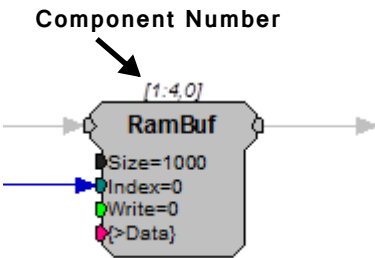 Component Number
[1:4,0]
RamBuf
Size=1000
Index=0
Write=0
{>Data}